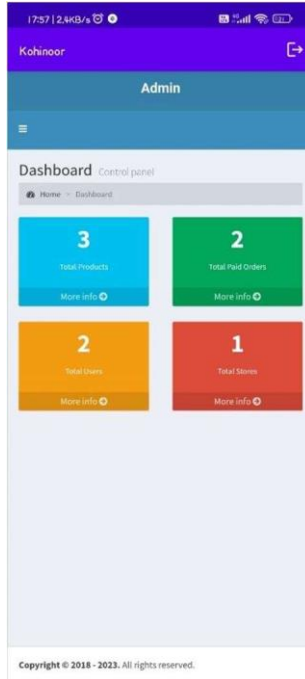 17:57 | 2.4KB/s
Kohinoor
Admin
Dashboard Control panel
Home - Dashboard
3
Total Products
More info
2
Total Paid Orders
More info
2
Total Users
More info
1
Total Stores
More info
Copyright © 2018 - 2023. All rights reserved.